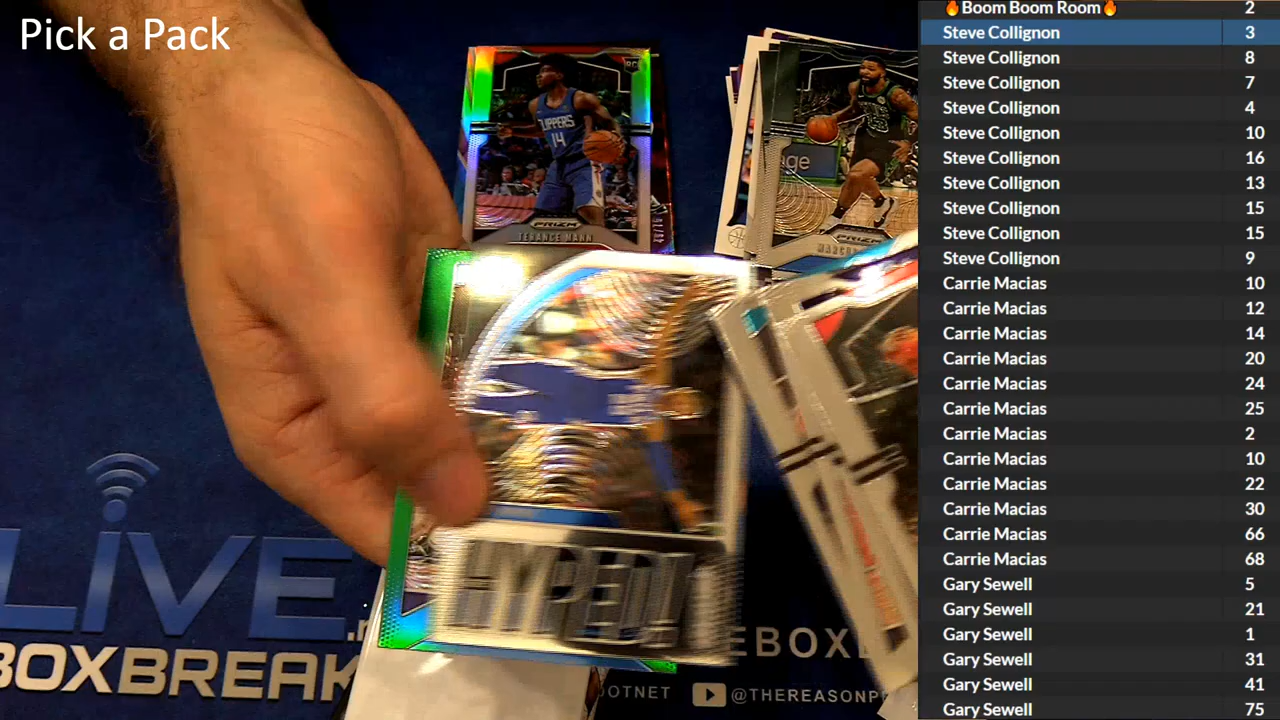 Pick a Pack
🔥Boom Boom Room🔥 2
Steve Collignon 3
Steve Collignon 8
Steve Collignon 7
Steve Collignon 4
Steve Collignon 10
Steve Collignon 16
Steve Collignon 13
Steve Collignon 15
Steve Collignon 15
Steve Collignon 9
Carrie Macias 10
Carrie Macias 12
Carrie Macias 14
Carrie Macias 20
Carrie Macias 24
Carrie Macias 25
Carrie Macias 2
Carrie Macias 10
Carrie Macias 22
Carrie Macias 30
Carrie Macias 66
Carrie Macias 68
Gary Sewell 5
Gary Sewell 21
Gary Sewell 1
Gary Sewell 31
Gary Sewell 41
Gary Sewell 75
RC
CLIPPERS
14
PRIZM
TERANCE MANN
PRIZM
HYPED!
LIVE
BOXBREAK
EBOX
OTNET
@THEREASONP